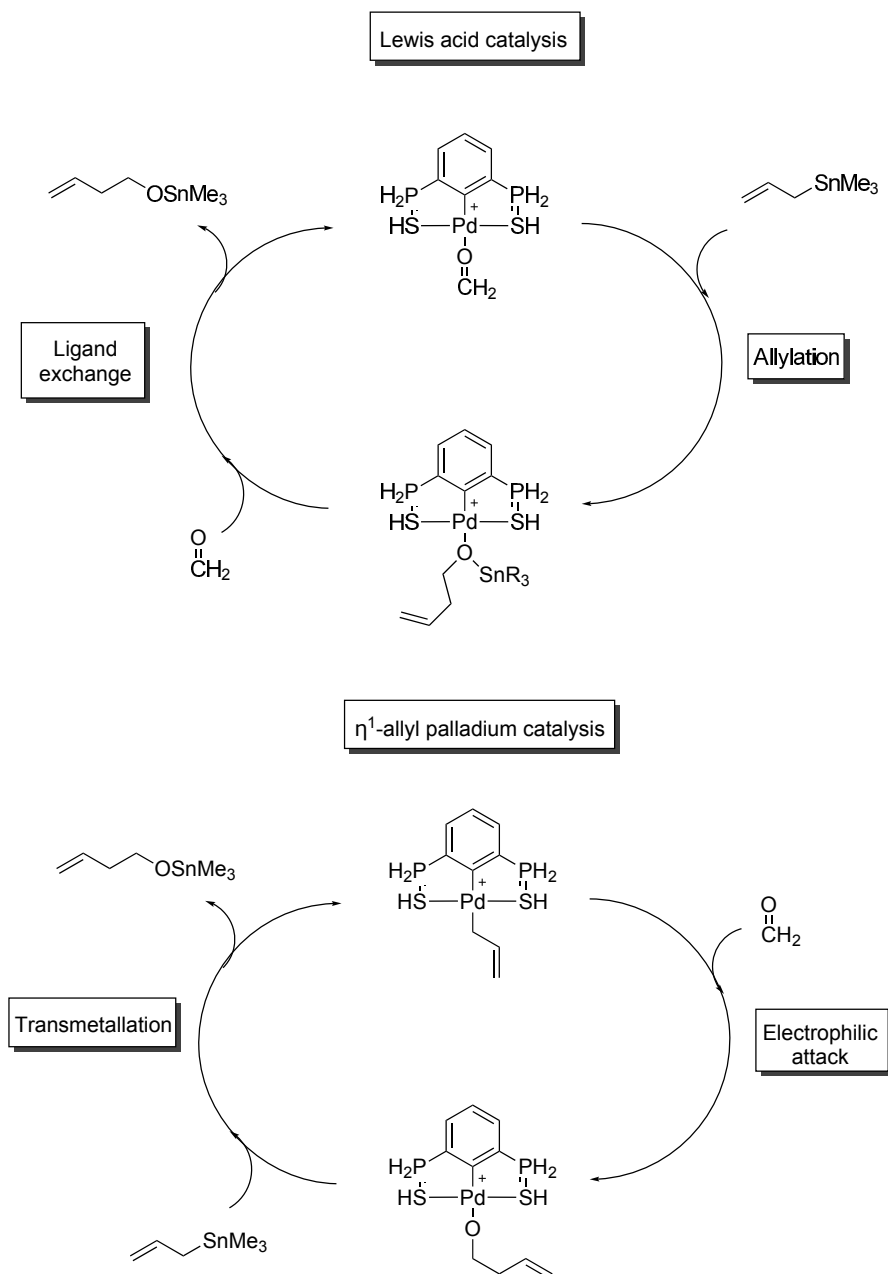 Lewis acid catalysis
OSnMe3
H2P PH2
+
HS Pd SH
O
CH2
SnMe3
Ligand
exchange
Allylation
H2P PH2
+
HS Pd SH
O
SnR3
O
CH2
η1-allyl palladium catalysis
OSnMe3
H2P PH2
+
HS Pd SH
O
CH2
Transmetallation
Electrophilic
attack
H2P PH2
+
HS Pd SH
O
SnMe3